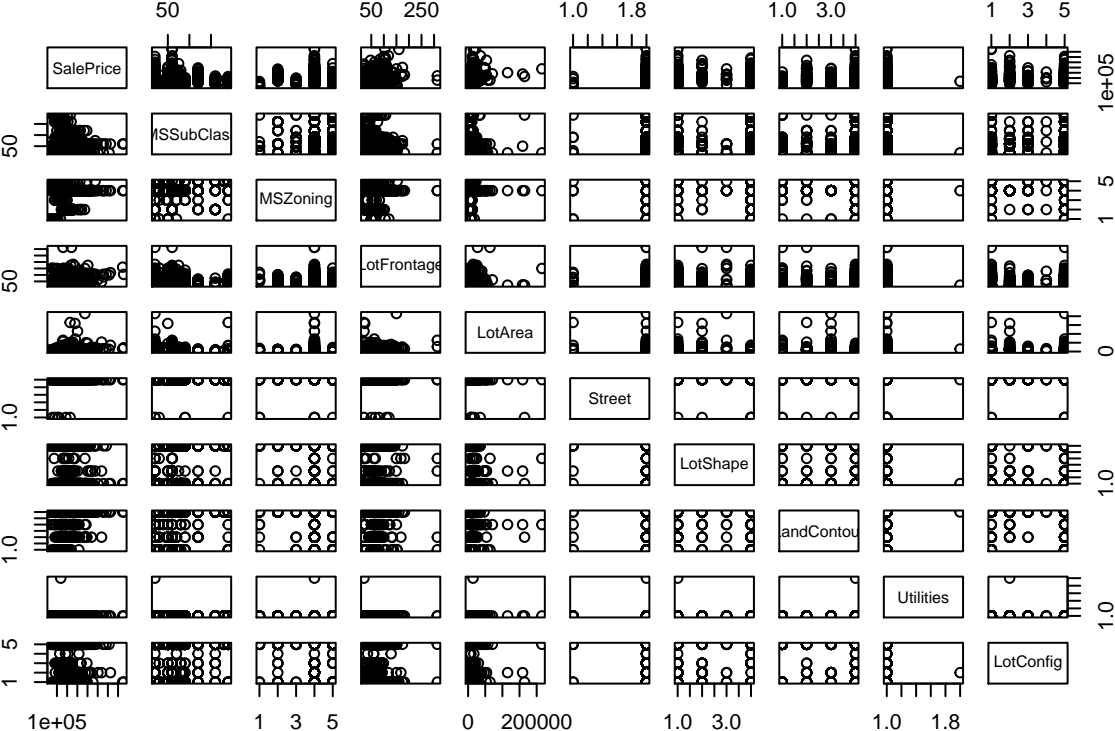 50
50 250
1.0 1.8
1.0 3.0
1 3 5
SalePrice
1e+05
50
MSSubClas
MSZoning
1 5
50
LotFrontage
LotArea
0
1.0
Street
LotShape
1.0
1.0
andContou
Utilities
1.0
1 5
LotConfig
1e+05
1 3 5
0 200000
1.0 3.0
1.0 1.8